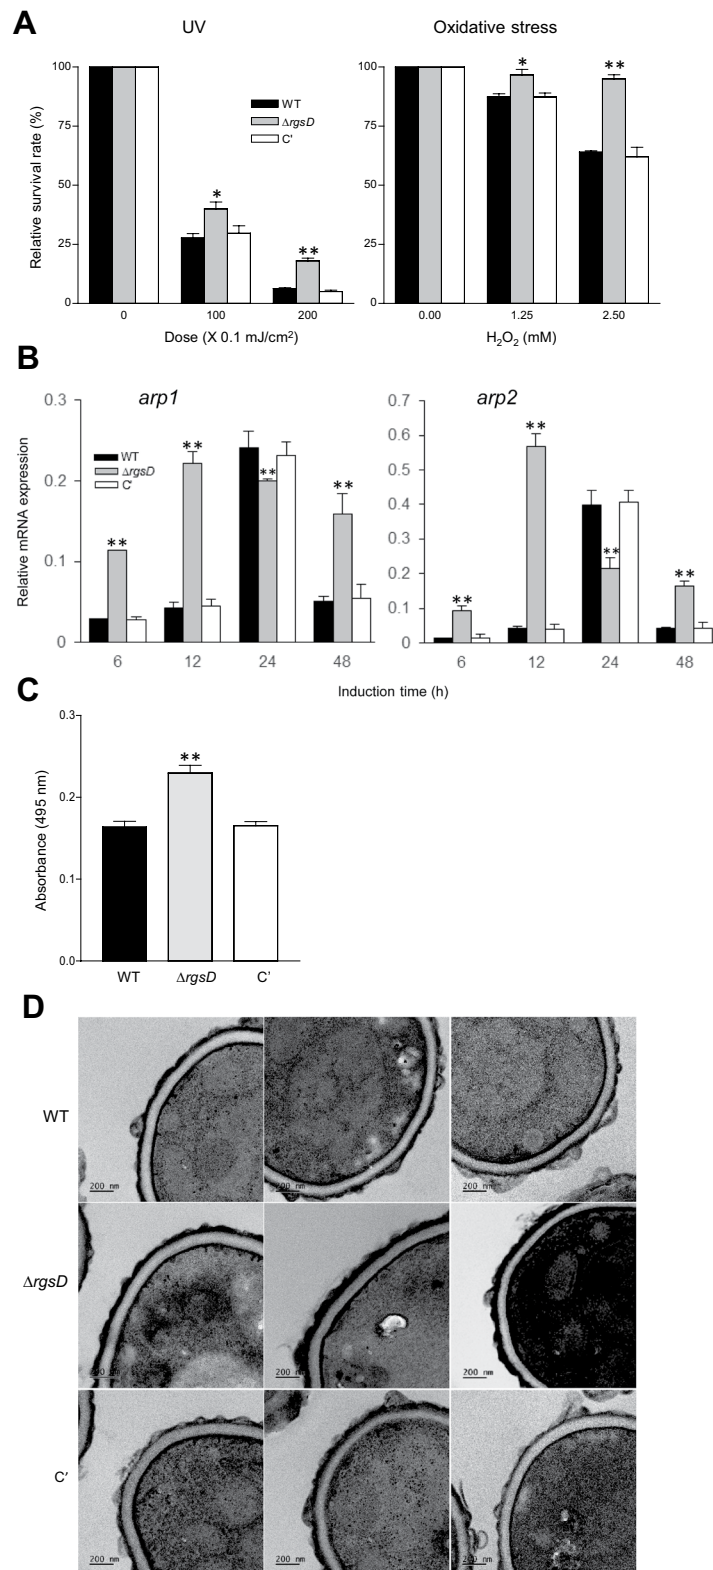 A
UV
Oxidative stress
Relative survival rate (%)
100
75
50
25
0
WT
ΔrgsD
C'
*
**
0
100
200
Dose (X 0.1 mJ/cm²)
100
75
50
25
0
*
**
0.00
1.25
2.50
H₂O₂ (mM)
B
arp1
arp2
Relative mRNA expression
0.3
0.2
0.1
0
WT
ΔrgsD
C'
**
**
**
**
6
12
24
48
0.7
0.6
0.5
0.4
0.3
0.2
0.1
0
**
**
**
**
6
12
24
48
Induction time (h)
C
Absorbance (495 nm)
0.3
0.2
0.1
0.0
**
WT
ΔrgsD
C'
D
WT
200 nm
200 nm
200 nm
ΔrgsD
200 nm
200 nm
200 nm
C'
200 nm
200 nm
200 nm